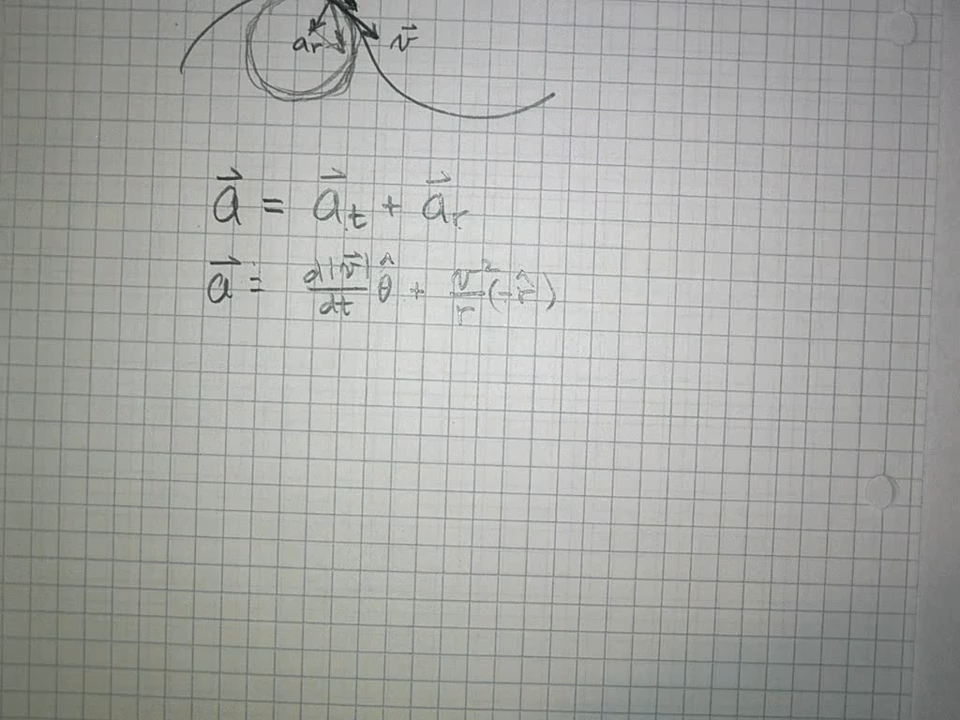 a_r v⃗
a⃗ = a⃗_t + a⃗_r
a⃗ = d|v⃗|/dt θ̂ + v²/r (-r̂)